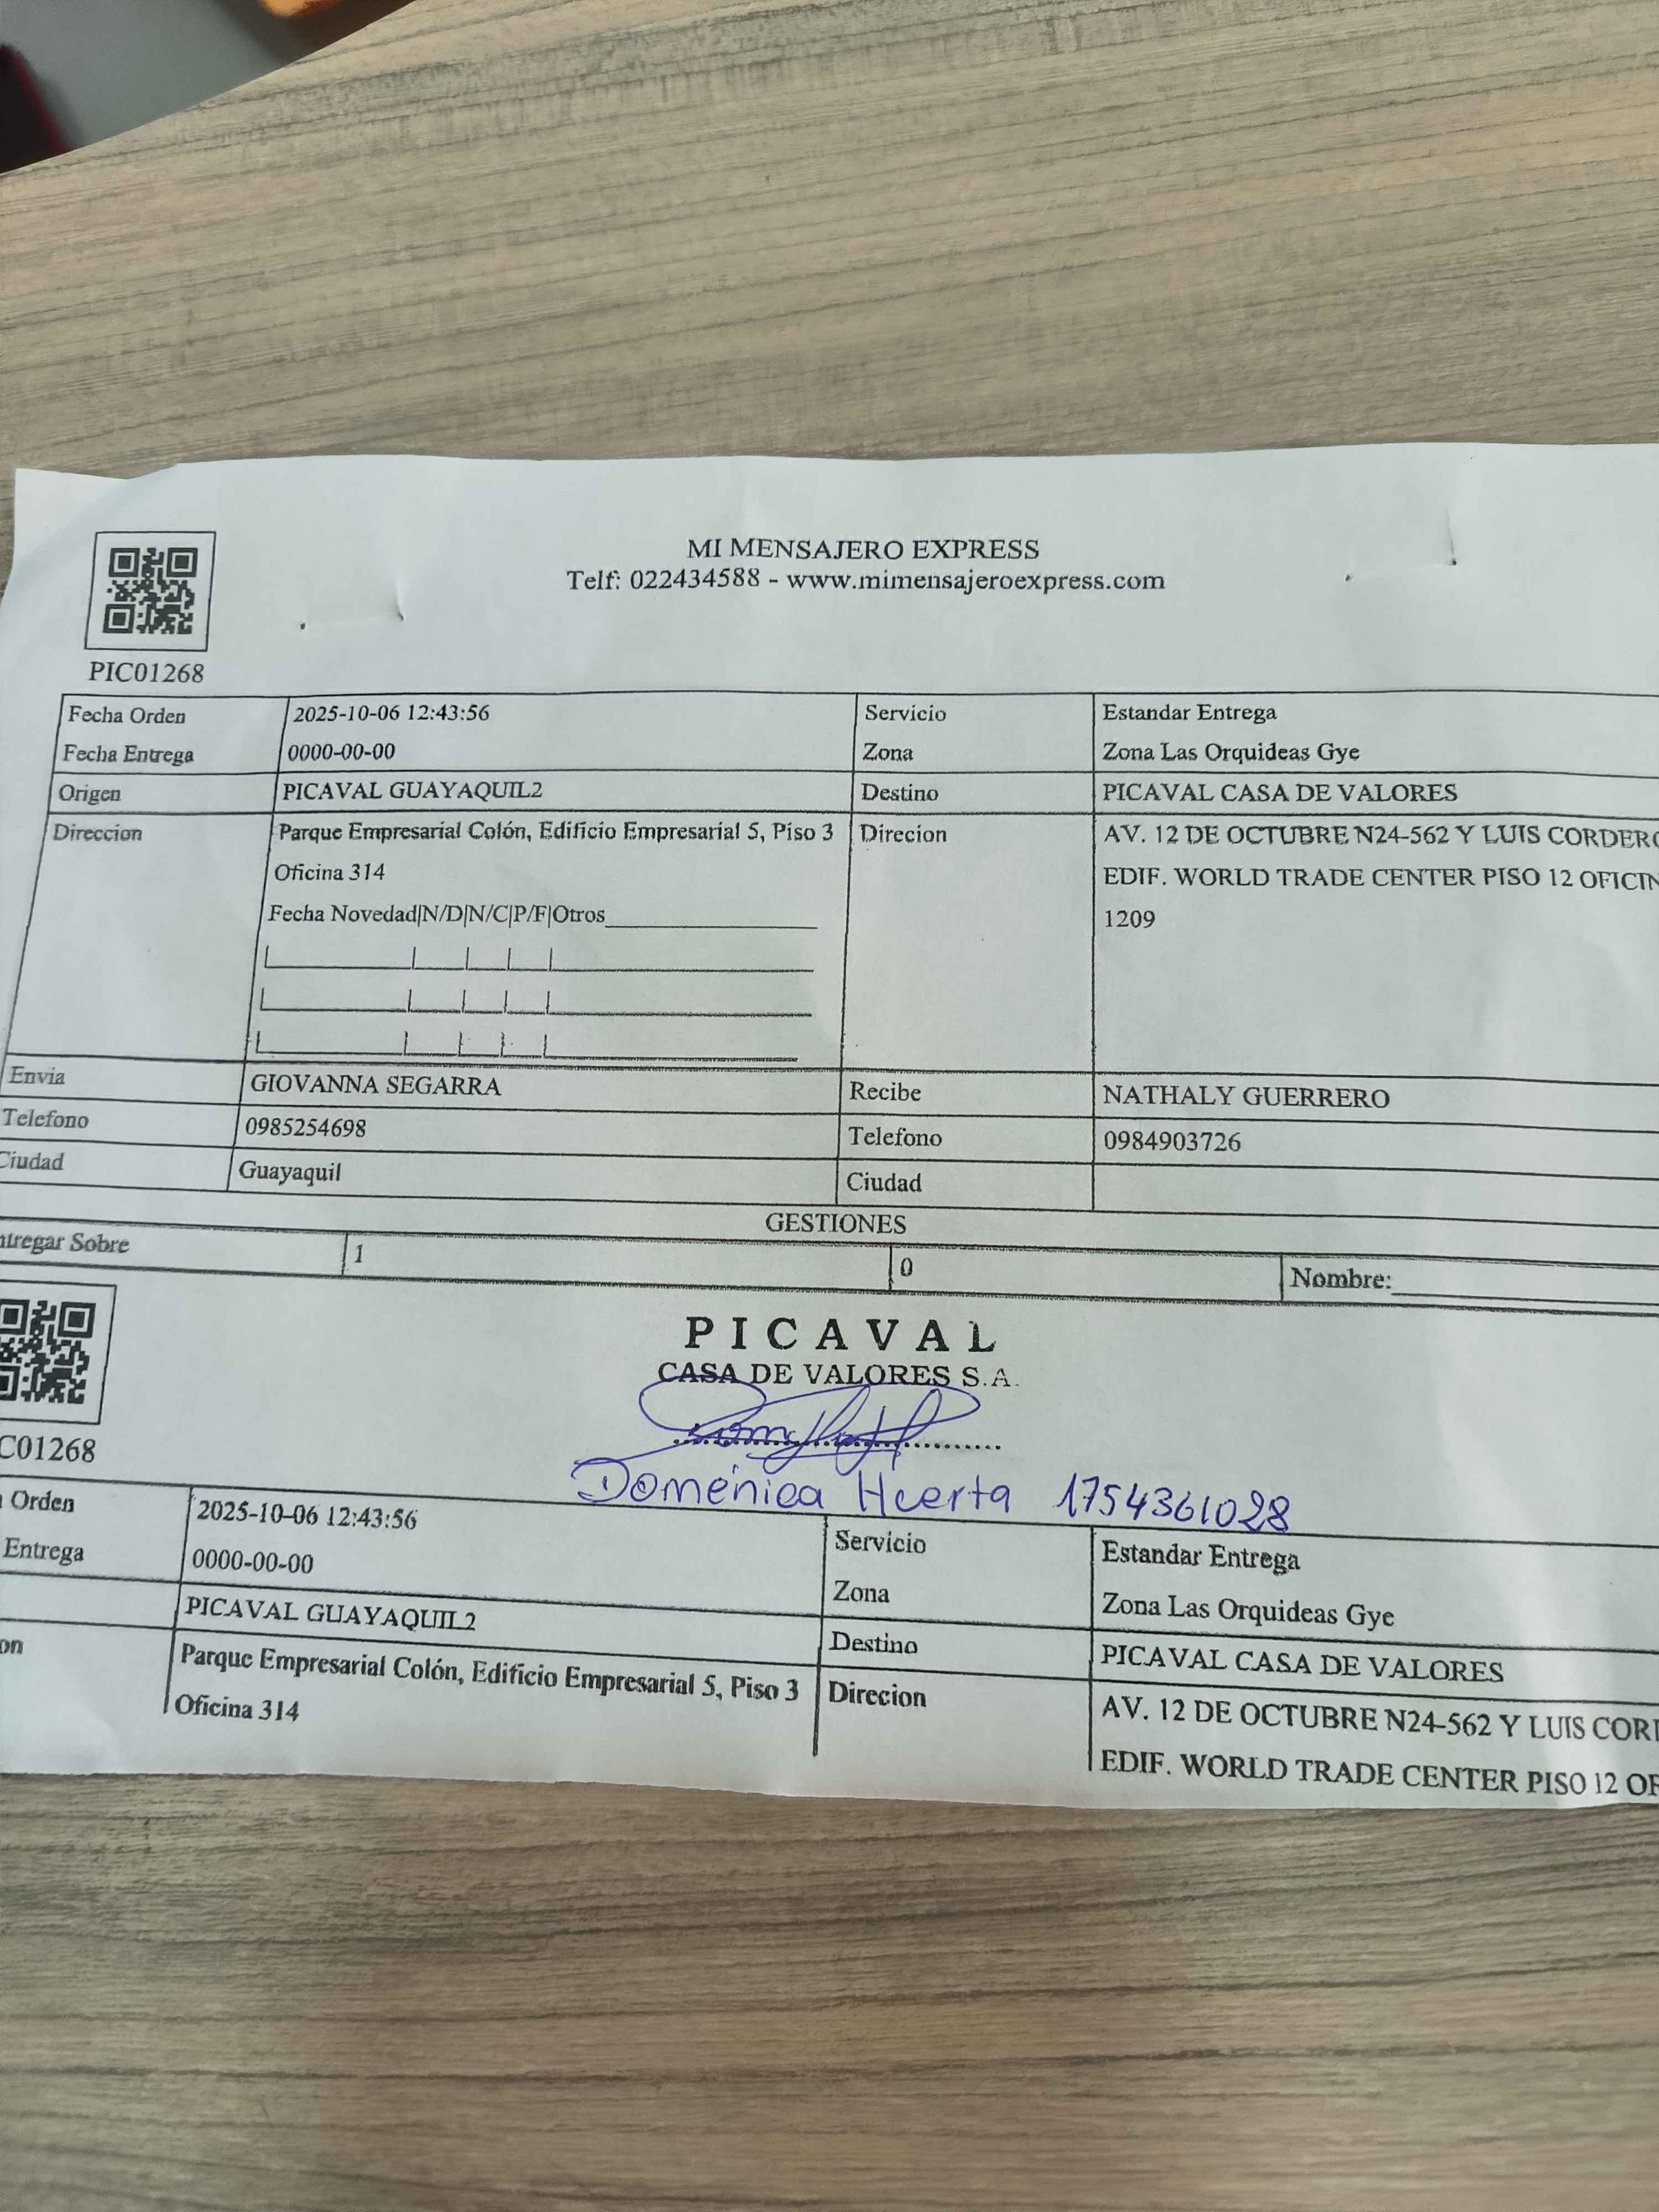 MI MENSAJERO EXPRESS
Telf: 022434588 - www.mimensajeroexpress.com
PIC01268
Fecha Orden 2025-10-06 12:43:56 Servicio Estandar Entrega
Fecha Entrega 0000-00-00 Zona Zona Las Orquideas Gye
Origen PICAVAL GUAYAQUIL2 Destino PICAVAL CASA DE VALORES
Direccion Parque Empresarial Colón, Edificio Empresarial 5, Piso 3 Direcion AV. 12 DE OCTUBRE N24-562 Y LUIS CORDERO
Oficina 314 EDIF. WORLD TRADE CENTER PISO 12 OFICIN
Fecha Novedad|N/D|N/C|P/F|Otros 1209
Envia GIOVANNA SEGARRA Recibe NATHALY GUERRERO
Telefono 0985254698 Telefono 0984903726
Ciudad Guayaquil Ciudad
GESTIONES
ntregar Sobre 1 0 Nombre:
PICAVAL
CASA DE VALORES S.A.
C01268
Doménica Huerta 1754361028
Orden 2025-10-06 12:43:56 Servicio Estandar Entrega
Entrega 0000-00-00 Zona Zona Las Orquideas Gye
PICAVAL GUAYAQUIL2 Destino PICAVAL CASA DE VALORES
on Parque Empresarial Colón, Edificio Empresarial 5, Piso 3 Direcion AV. 12 DE OCTUBRE N24-562 Y LUIS CORD
Oficina 314 EDIF. WORLD TRADE CENTER PISO 12 OF